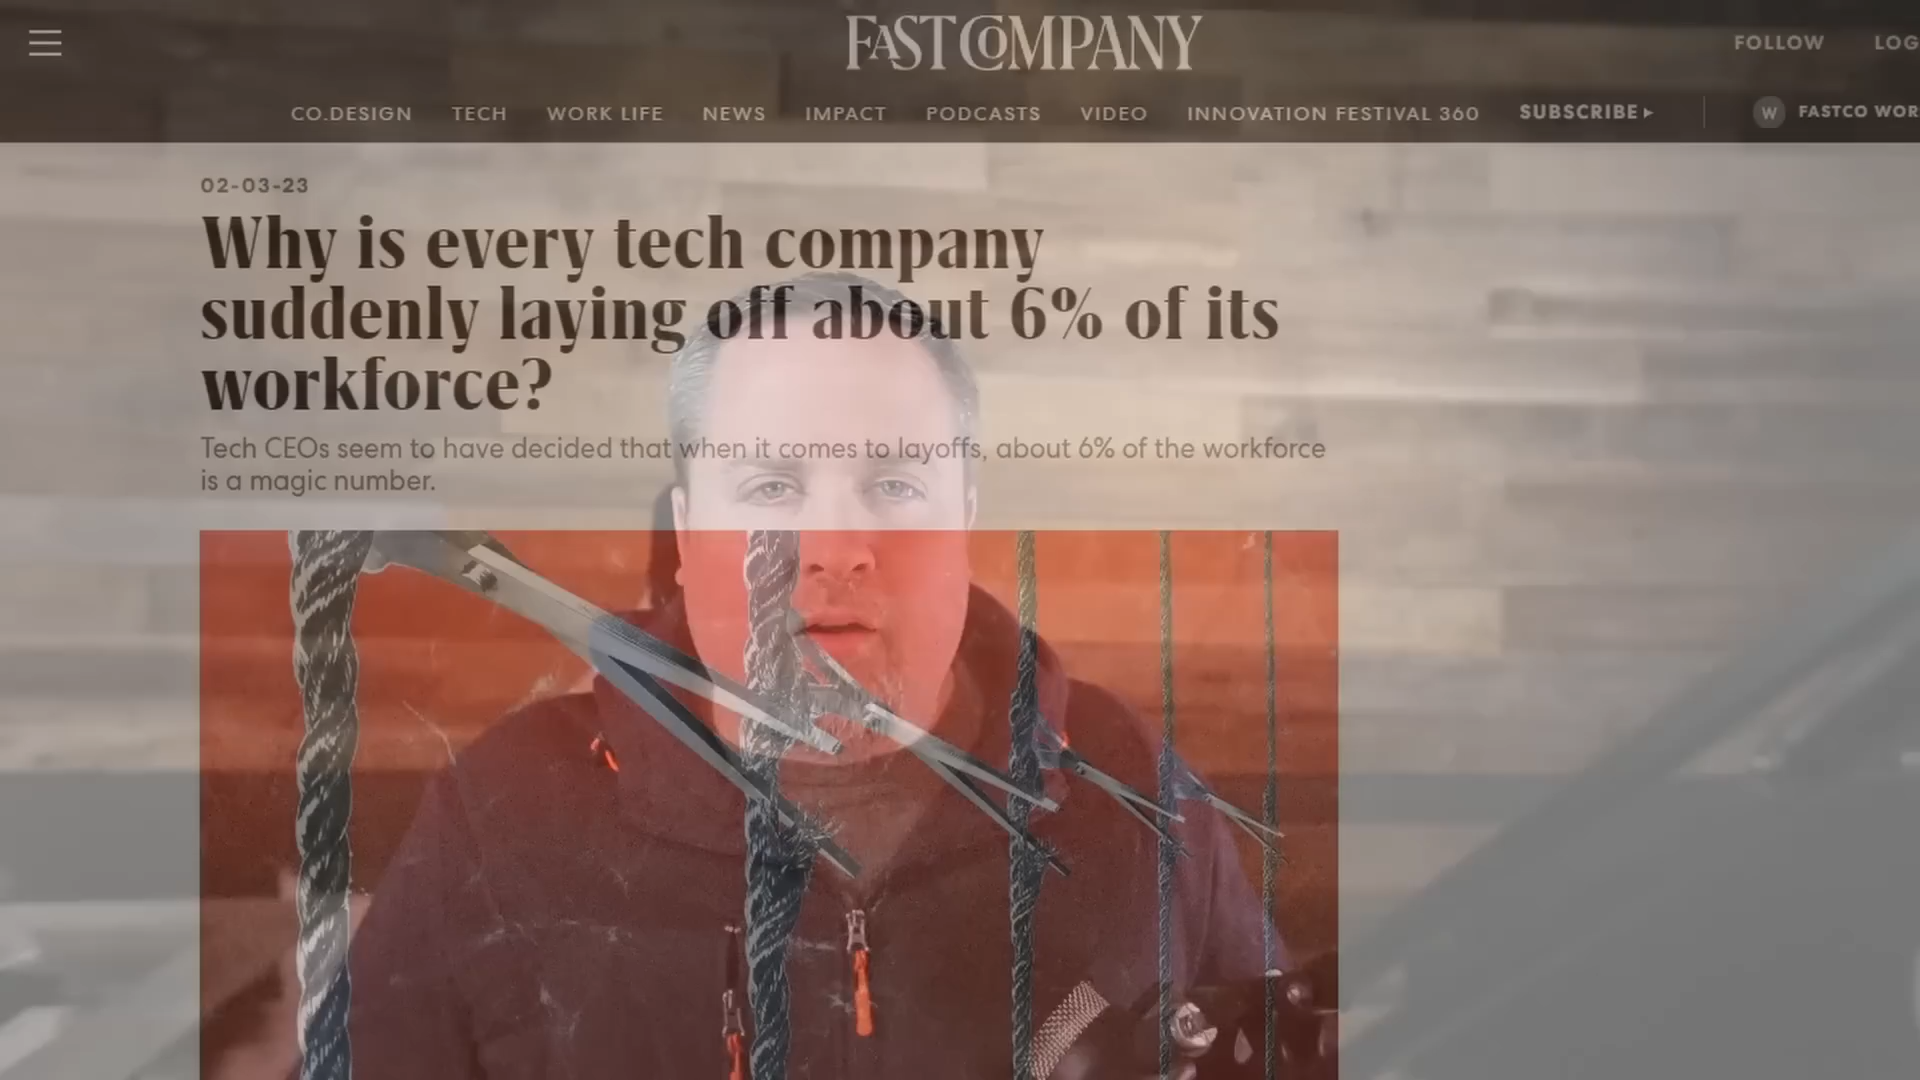 FAST COMPANY
FOLLOW
CO.DESIGN TECH WORK LIFE NEWS IMPACT PODCASTS VIDEO INNOVATION FESTIVAL 360 SUBSCRIBE W FASTCO
02-03-23
Why is every tech company
suddenly laying off about 6% of its
workforce?
Tech CEOs seem to have decided that when it comes to layoffs, about 6% of the workforce
is a magic number.